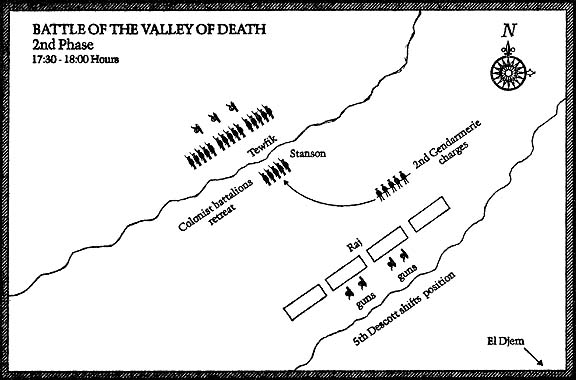 BATTLE OF THE VALLEY OF DEATH
2nd Phase
17:30 - 18:00 Hours
N
Tewfik
Stanson
2nd Gendarmerie
charges
Colonist battalions
retreat
Raj
guns
guns
5th Descott shifts position
El Djem